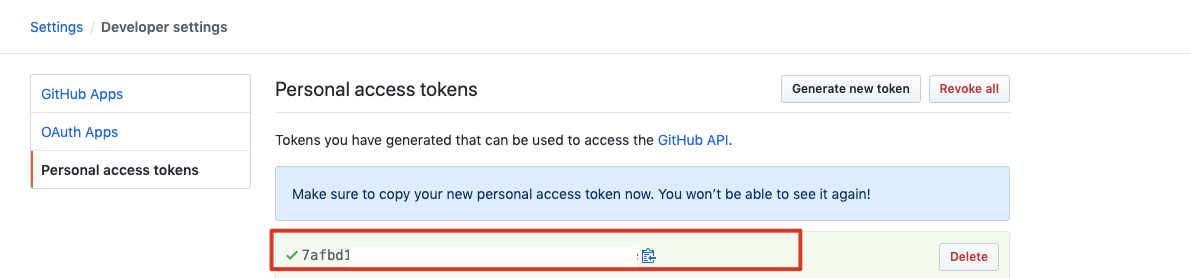 Settings / Developer settings
GitHub Apps
OAuth Apps
Personal access tokens
Personal access tokens
Generate new token
Revoke all
Tokens you have generated that can be used to access the GitHub API.
Make sure to copy your new personal access token now. You won’t be able to see it again!
7afbd1
Delete